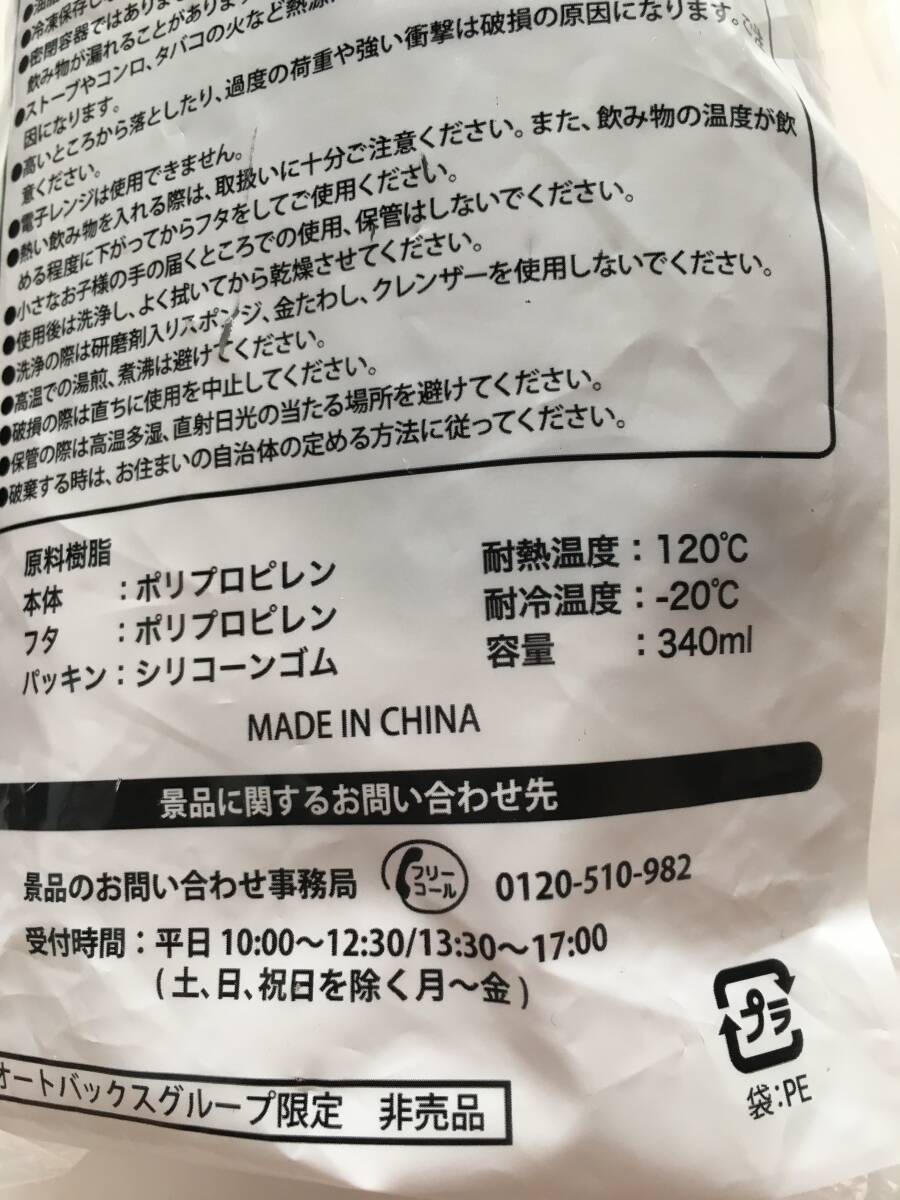 ●冷凍保存し
●密閉容器ではありませ
飲み物が漏れることがあります
●ストーブやコンロ、タバコの火など熱源
因になります。
●高いところから落としたり、過度の荷重や強い衝撃は破損の原因になります。ご注
意ください。
●電子レンジは使用できません。
●熱い飲み物を入れる際は、取扱いに十分ご注意ください。また、飲み物の温度が飲
める程度に下がってからフタをしてご使用ください。
●小さなお子様の手の届くところでの使用、保管はしないでください。
●使用後は洗浄し、よく拭いてから乾燥させてください。
●洗浄の際は研磨剤入りスポンジ、金たわし、クレンザーを使用しないでください。
●高温での湯煎、煮沸は避けてください。
●破損の際は直ちに使用を中止してください。
●保管の際は高温多湿、直射日光の当たる場所を避けてください。
●破棄する時は、お住まいの自治体の定める方法に従ってください。
原料樹脂
本体 ：ポリプロピレン
フタ ：ポリプロピレン
パッキン：シリコーンゴム
耐熱温度：120℃
耐冷温度：-20℃
容量 ：340ml
MADE IN CHINA
景品に関するお問い合わせ先
景品のお問い合わせ事務局 フリーコール 0120-510-982
受付時間：平日 10:00〜12:30/13:30〜17:00
(土、日、祝日を除く月〜金)
プラ
袋:PE
オートバックスグループ限定 非売品